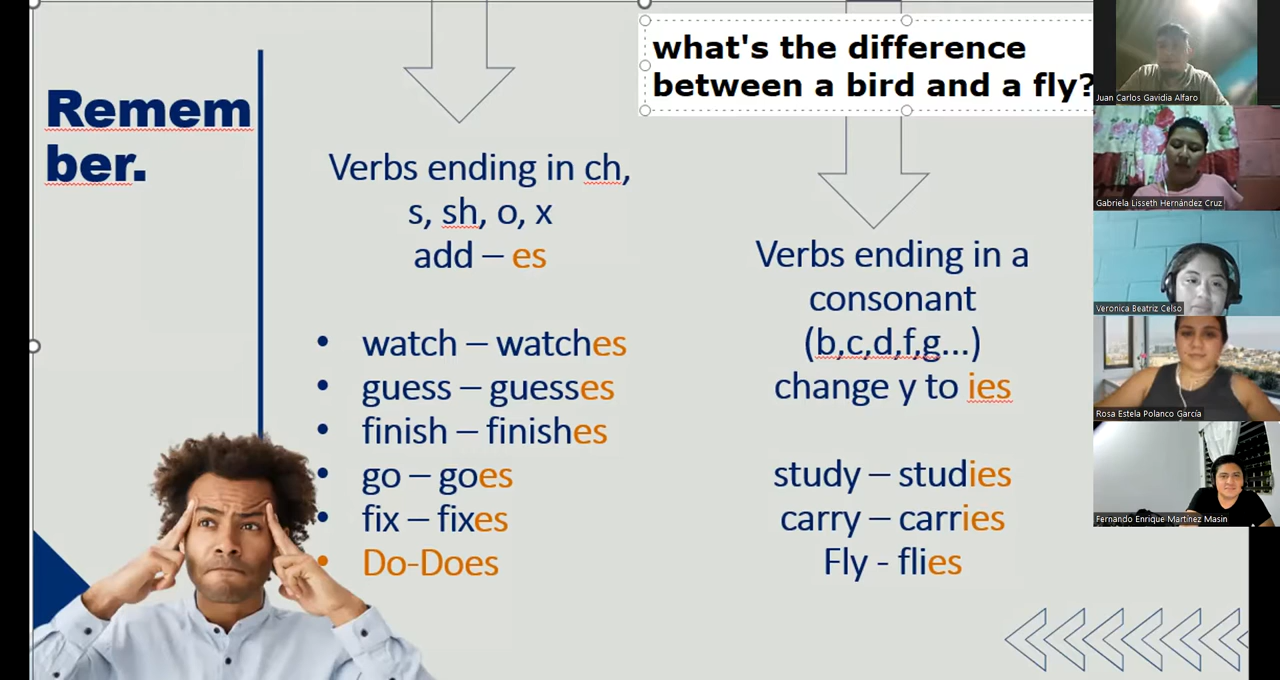 Remem
ber.
Verbs ending in ch,
s, sh, o, x
add – es
• watch – watches
• guess – guesses
• finish – finishes
• go – goes
• fix – fixes
• Do-Does
what's the difference
between a bird and a fly?
Verbs ending in a
consonant
(b,c,d,f,g...)
change y to ies
study – studies
carry – carries
Fly - flies
Juan Carlos Gavidia Alfaro
Gabriela Lisseth Hernández Cruz
Veronica Beatriz Celso
Rosa Estela Polanco García
Fernando Enrique Martínez Masin